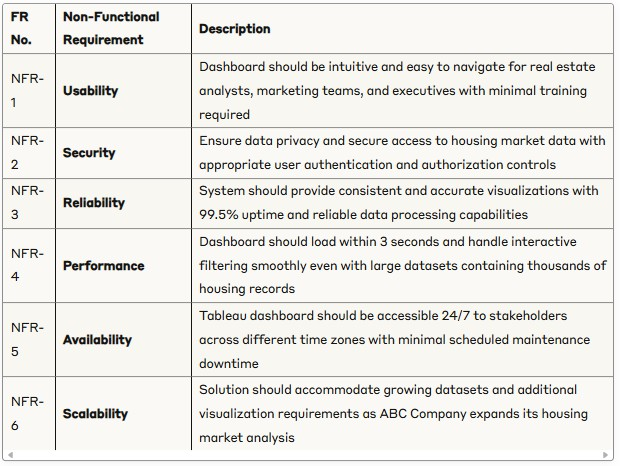 FR No. | Non-Functional Requirement | Description
NFR-1 | Usability | Dashboard should be intuitive and easy to navigate for real estate analysts, marketing teams, and executives with minimal training required
NFR-2 | Security | Ensure data privacy and secure access to housing market data with appropriate user authentication and authorization controls
NFR-3 | Reliability | System should provide consistent and accurate visualizations with 99.5% uptime and reliable data processing capabilities
NFR-4 | Performance | Dashboard should load within 3 seconds and handle interactive filtering smoothly even with large datasets containing thousands of housing records
NFR-5 | Availability | Tableau dashboard should be accessible 24/7 to stakeholders across different time zones with minimal scheduled maintenance downtime
NFR-6 | Scalability | Solution should accommodate growing datasets and additional visualization requirements as ABC Company expands its housing market analysis